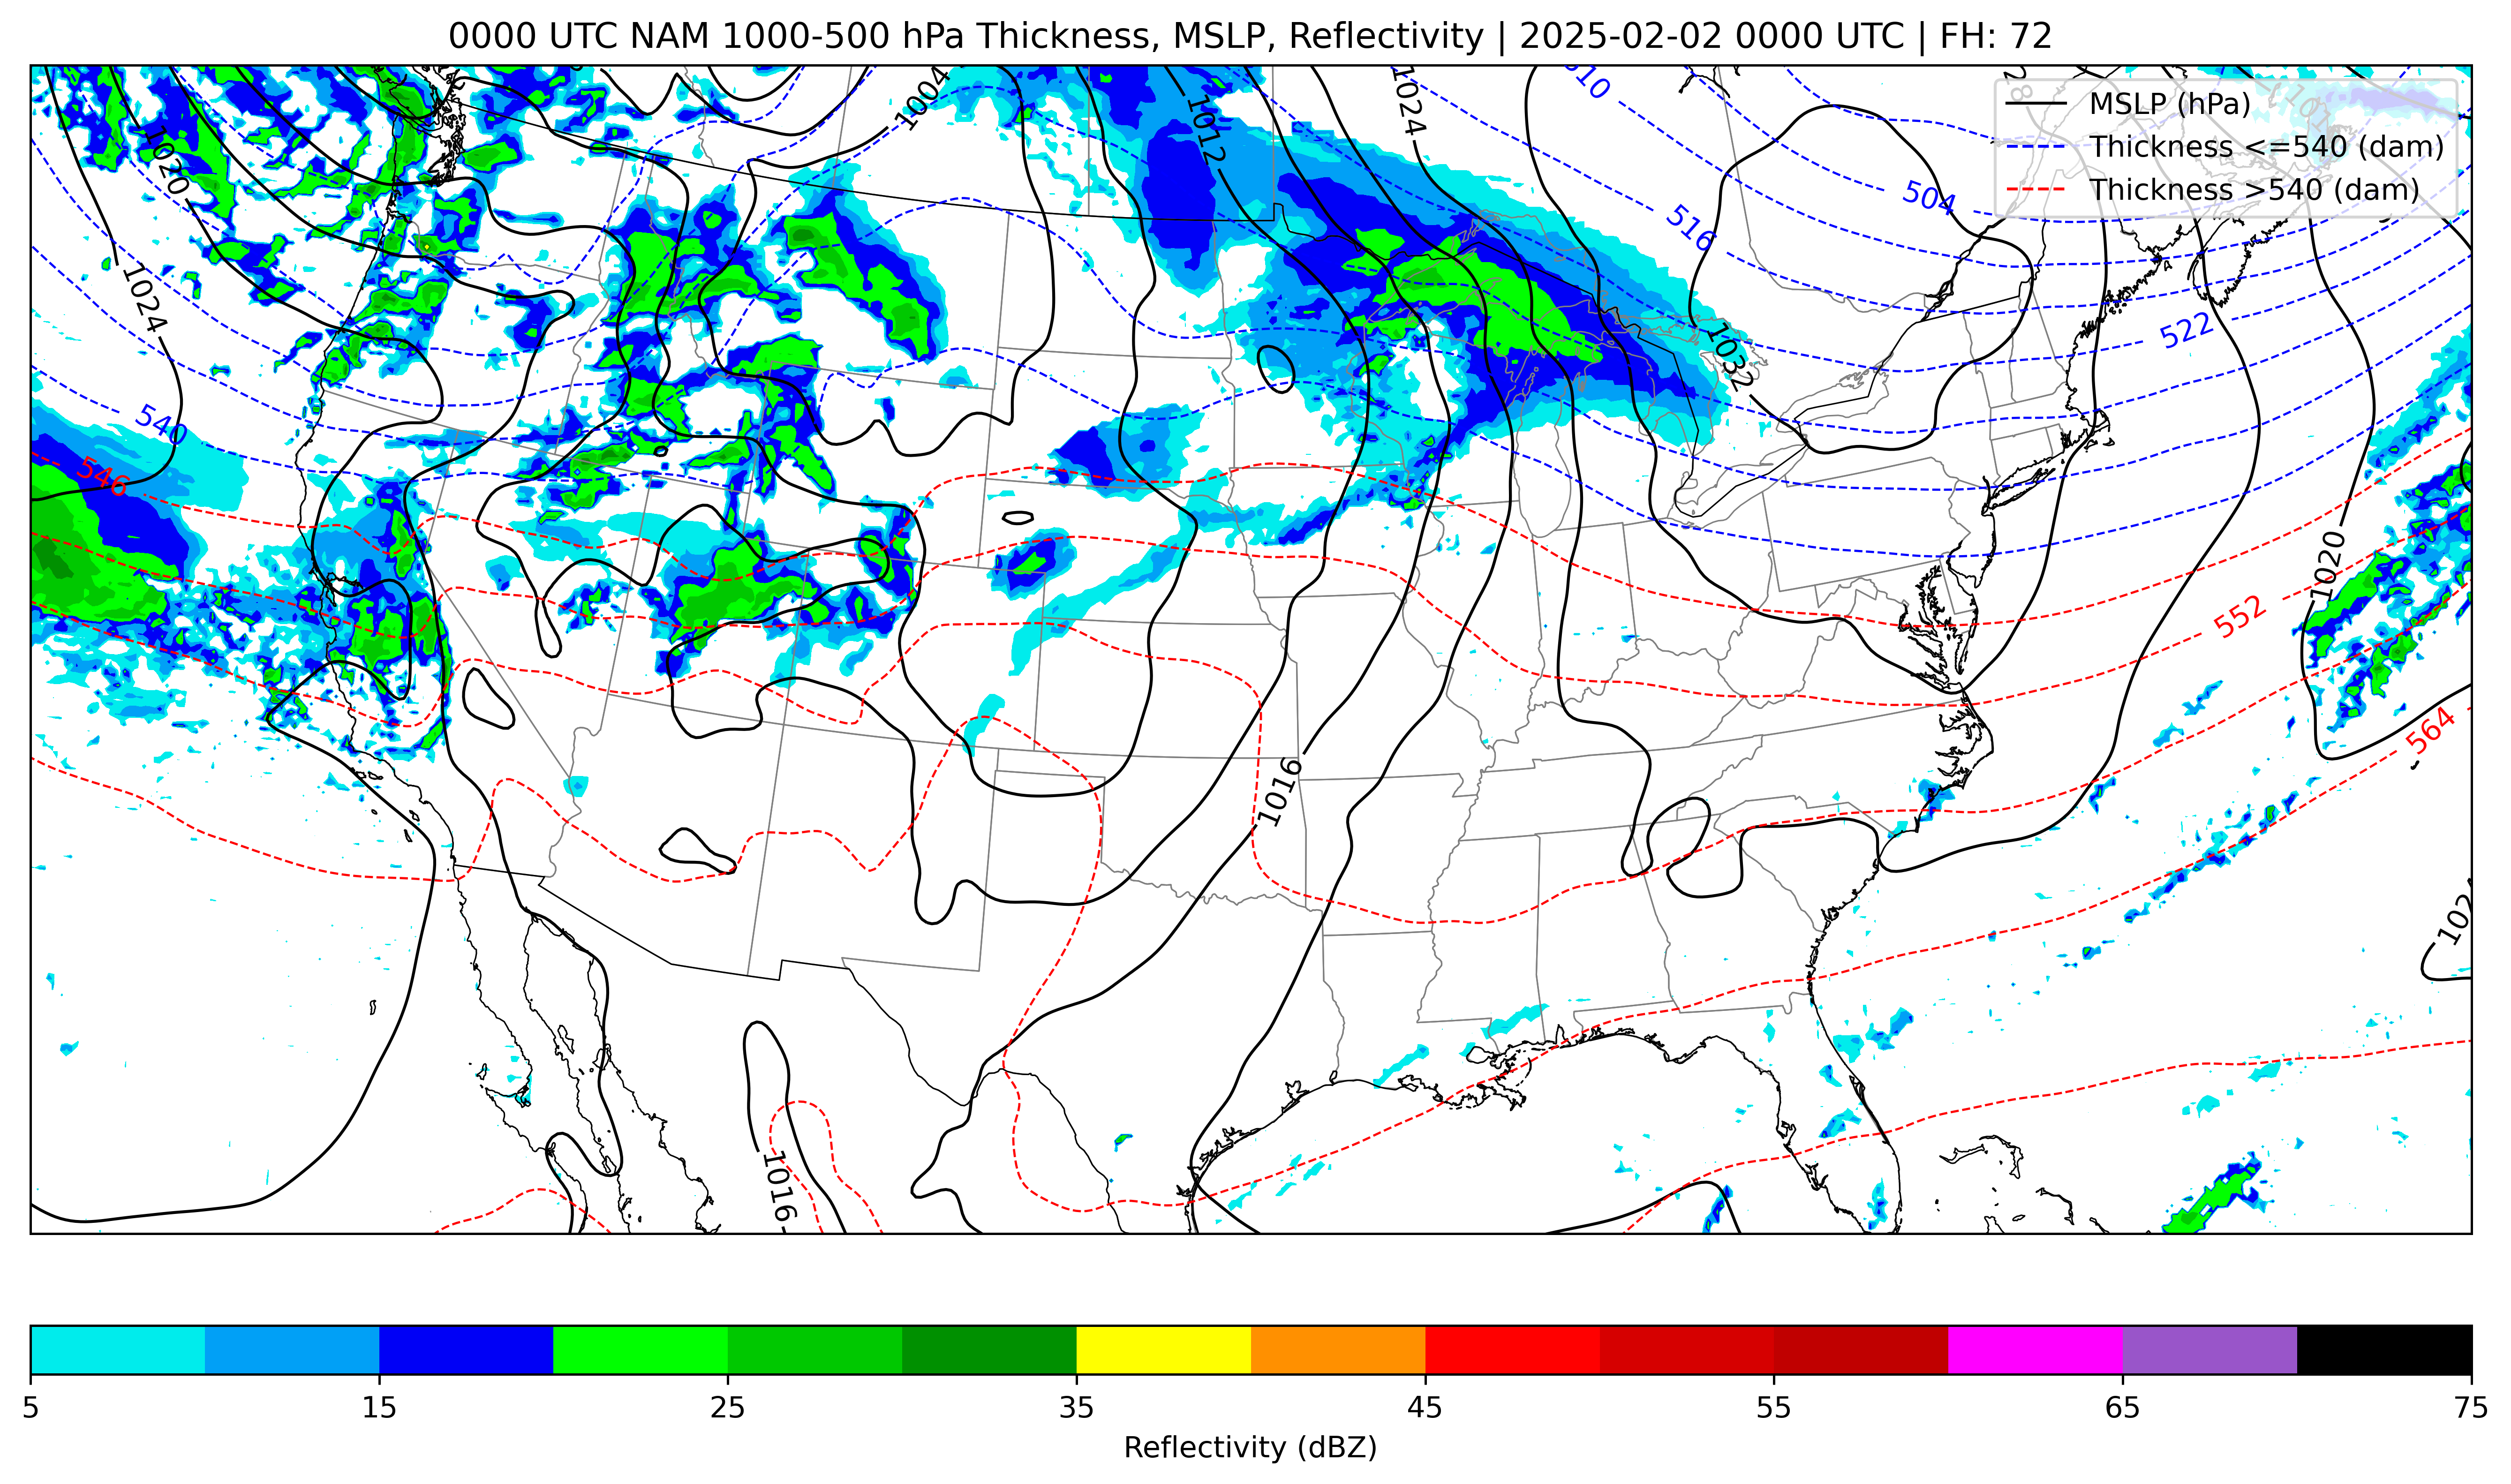 0000 UTC NAM 1000-500 hPa Thickness, MSLP, Reflectivity | 2025-02-02 0000 UTC | FH: 72
MSLP (hPa)
Thickness <=540 (dam)
Thickness >540 (dam)
1004
1012
1024
510
1020
504
516
1024
522
1032
540
546
1020
552
564
1016
1016
5 15 25 35 45 55 65 75
Reflectivity (dBZ)